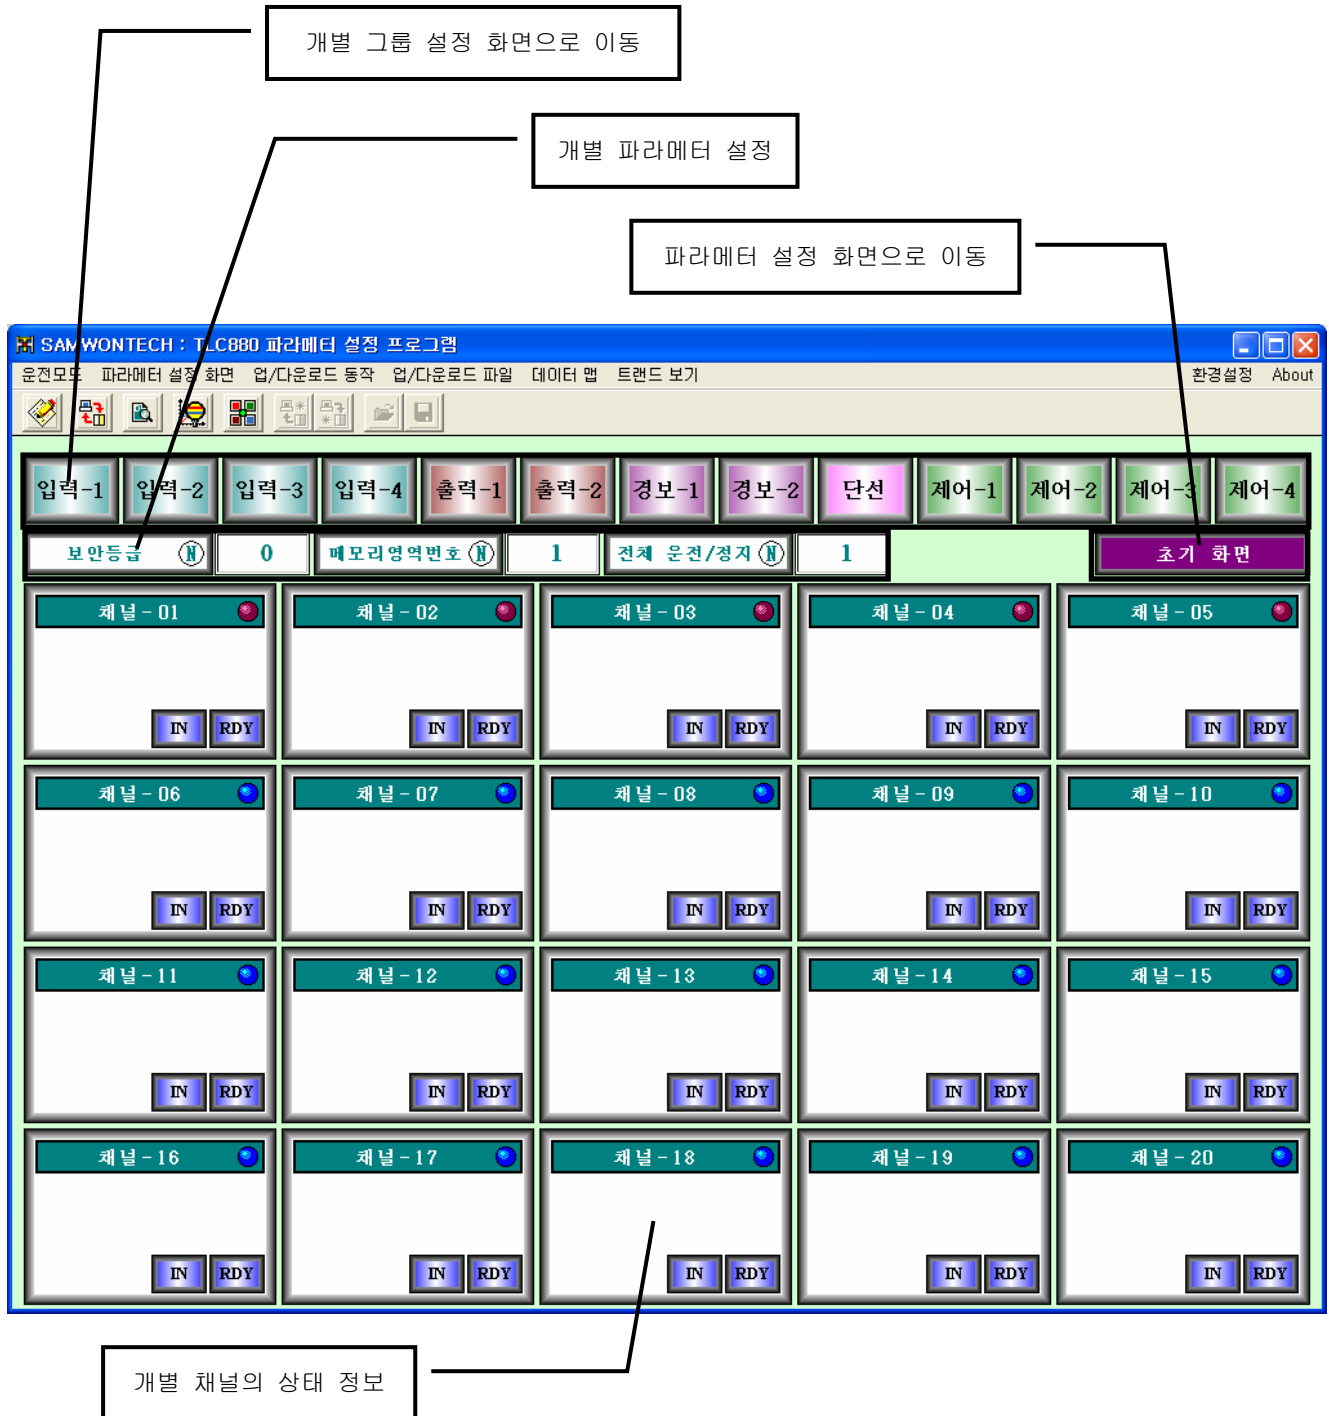 개별 그룹 설정 화면으로 이동
개별 파라메터 설정
파라메터 설정 화면으로 이동
SAMWONTECH : TLC880 파라메터 설정 프로그램
운전모드 파라메터 설정 화면 업/다운로드 동작 업/다운로드 파일 데이터 맵 트랜드 보기 환경설정 About
입력-1 입력-2 입력-3 입력-4 출력-1 출력-2 경보-1 경보-2 단선 제어-1 제어-2 제어-3 제어-4
보안등급 N 0 메모리영역번호 N 1 전체 운전/정지 N 1 초기 화면
채널-01 채널-02 채널-03 채널-04 채널-05
IN RDY IN RDY IN RDY IN RDY IN RDY
채널-06 채널-07 채널-08 채널-09 채널-10
IN RDY IN RDY IN RDY IN RDY IN RDY
채널-11 채널-12 채널-13 채널-14 채널-15
IN RDY IN RDY IN RDY IN RDY IN RDY
채널-16 채널-17 채널-18 채널-19 채널-20
IN RDY IN RDY IN RDY IN RDY IN RDY
개별 채널의 상태 정보